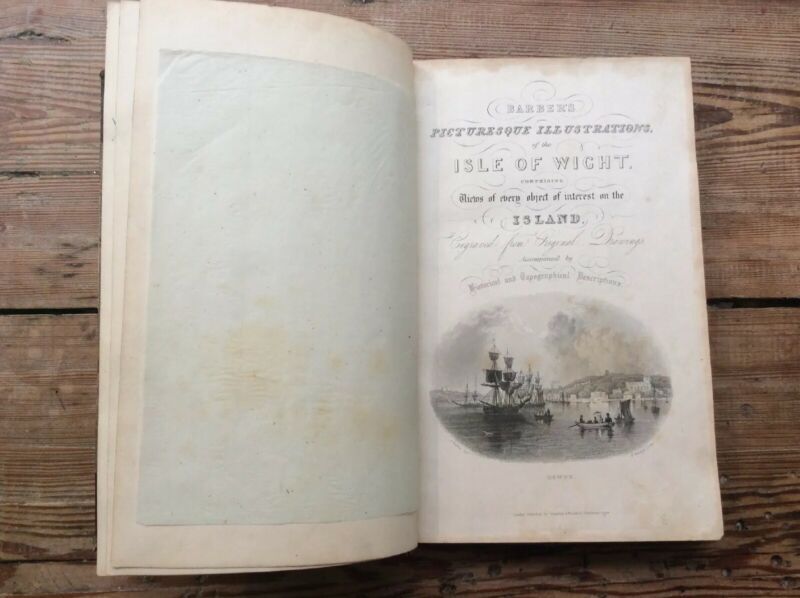 BARBER'S
PICTURESQUE ILLUSTRATIONS,
of the
ISLE OF WIGHT,
COMPRISING
Views of every object of interest on the
ISLAND,
Engraved from Original Drawings
Accompanied by
Historical and Topographical Descriptions.
COWES.